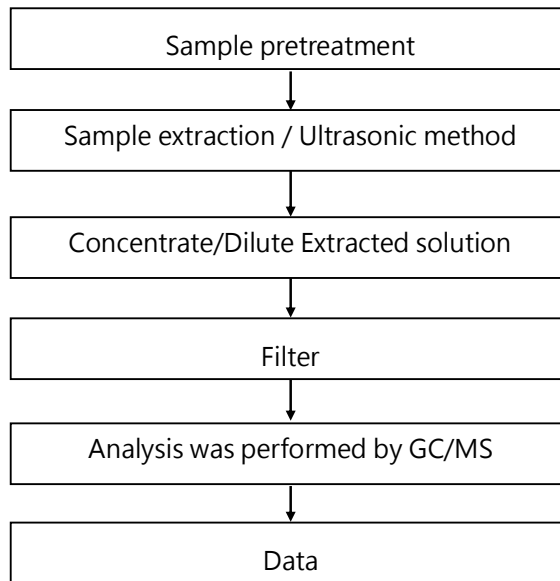 Sample pretreatment
Sample extraction / Ultrasonic method
Concentrate/Dilute Extracted solution
Filter
Analysis was performed by GC/MS
Data